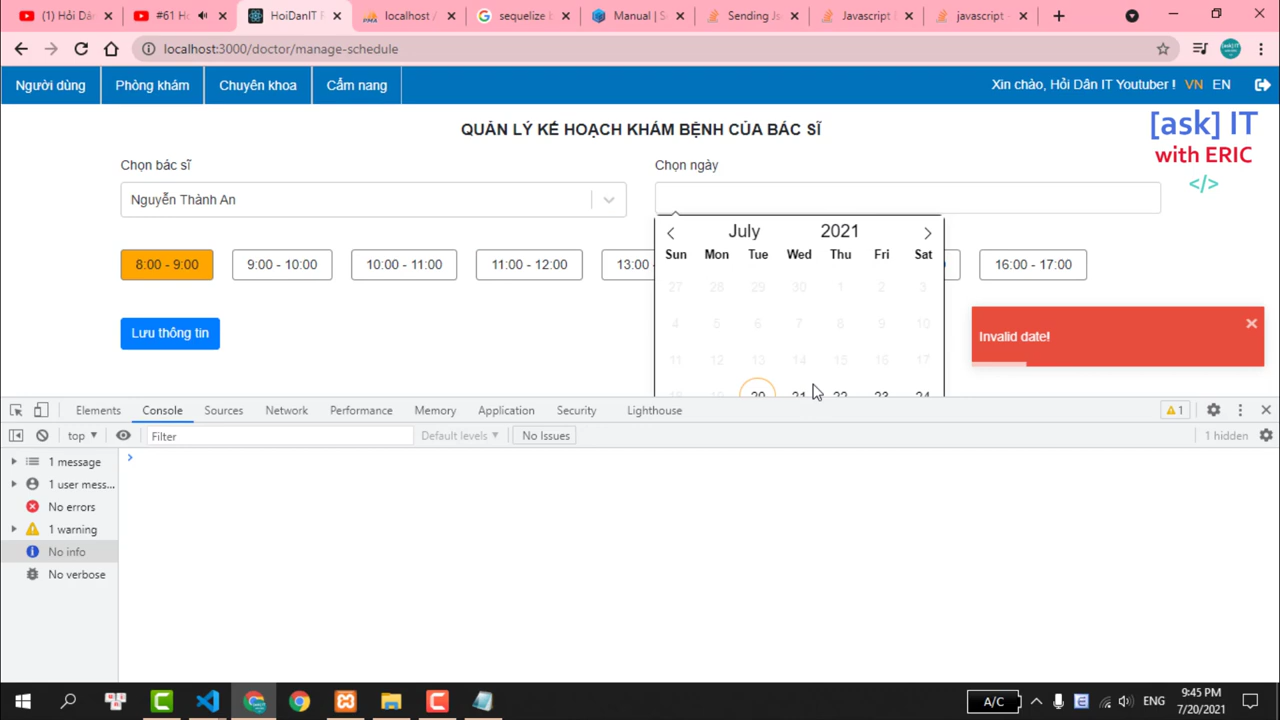 (1) Hỏi Dâ
#61 Ho
HoiDanIT F
localhost /
sequelize b
Manual | S
Sending Js
Javascript
javascript
localhost:3000/doctor/manage-schedule
Người dùng
Phòng khám
Chuyên khoa
Cẩm nang
Xin chào, Hỏi Dân IT Youtuber !
VN
EN
QUẢN LÝ KẾ HOẠCH KHÁM BỆNH CỦA BÁC SĨ
[ask] IT
with ERIC
</>
Chọn bác sĩ
Chọn ngày
Nguyễn Thành An
July
2021
Sun Mon Tue Wed Thu Fri Sat
27 28 29 30 1 2 3
4 5 6 7 8 9 10
11 12 13 14 15 16 17
18 19 20 21 22 23 24
8:00 - 9:00
9:00 - 10:00
10:00 - 11:00
11:00 - 12:00
13:00 -
16:00 - 17:00
Lưu thông tin
Invalid date!
Elements
Console
Sources
Network
Performance
Memory
Application
Security
Lighthouse
1
top
Filter
Default levels
No Issues
1 hidden
1 message
1 user mess...
No errors
1 warning
No info
No verbose
A/C
ENG
9:45 PM
7/20/2021